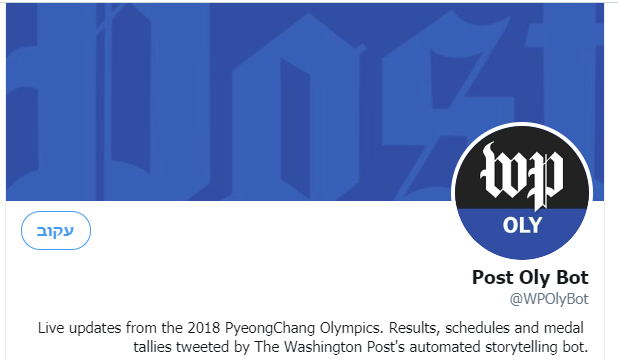 Post
wp
OLY
עקוב
Post Oly Bot
@WPOlyBot
Live updates from the 2018 PyeongChang Olympics. Results, schedules and medal
tallies tweeted by The Washington Post's automated storytelling bot.